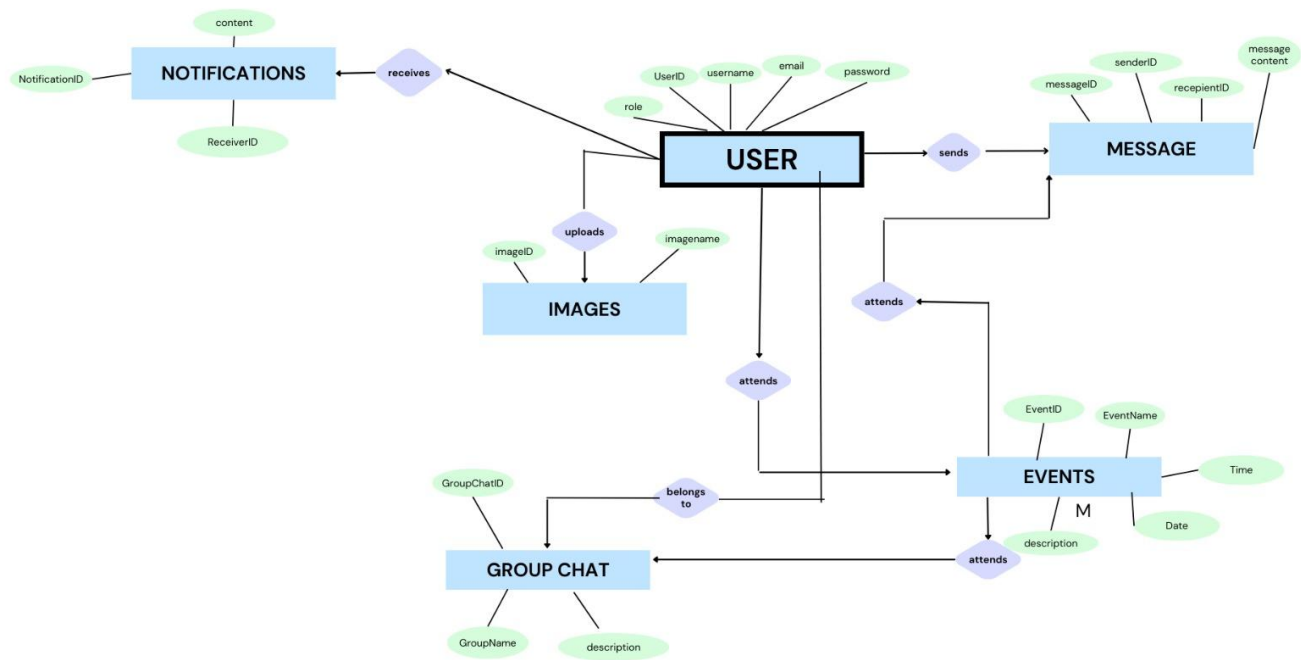 content
NOTIFICATIONS
NotificationID
ReceiverID
receives
role
UserID
username
email
password
USER
sends
messageID
senderID
recepientID
message
content
MESSAGE
uploads
imageID
imagename
IMAGES
attends
attends
EventID
EventName
Time
EVENTS
M
Date
description
attends
belongs
to
GroupChatID
GROUP CHAT
GroupName
description